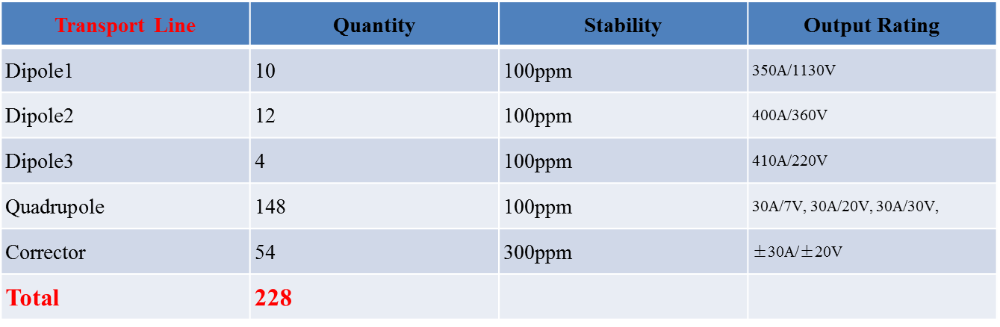 Transport Line Quantity Stability Output Rating
Dipole1 10 100ppm 350A/1130V
Dipole2 12 100ppm 400A/360V
Dipole3 4 100ppm 410A/220V
Quadrupole 148 100ppm 30A/7V, 30A/20V, 30A/30V,
Corrector 54 300ppm ±30A/±20V
Total 228